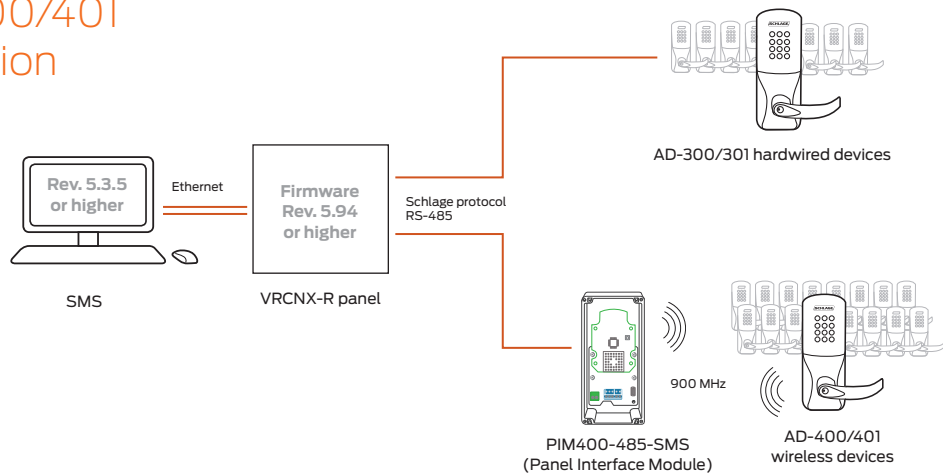 00/401
ion
SCHLAGE
AD-300/301 hardwired devices
Rev. 5.3.5
or higher
Ethernet
Firmware
Rev. 5.94
or higher
Schlage protocol
RS-485
SMS
VRCNX-R panel
SCHLAGE
900 MHz
PIM400-485-SMS
(Panel Interface Module)
AD-400/401
wireless devices